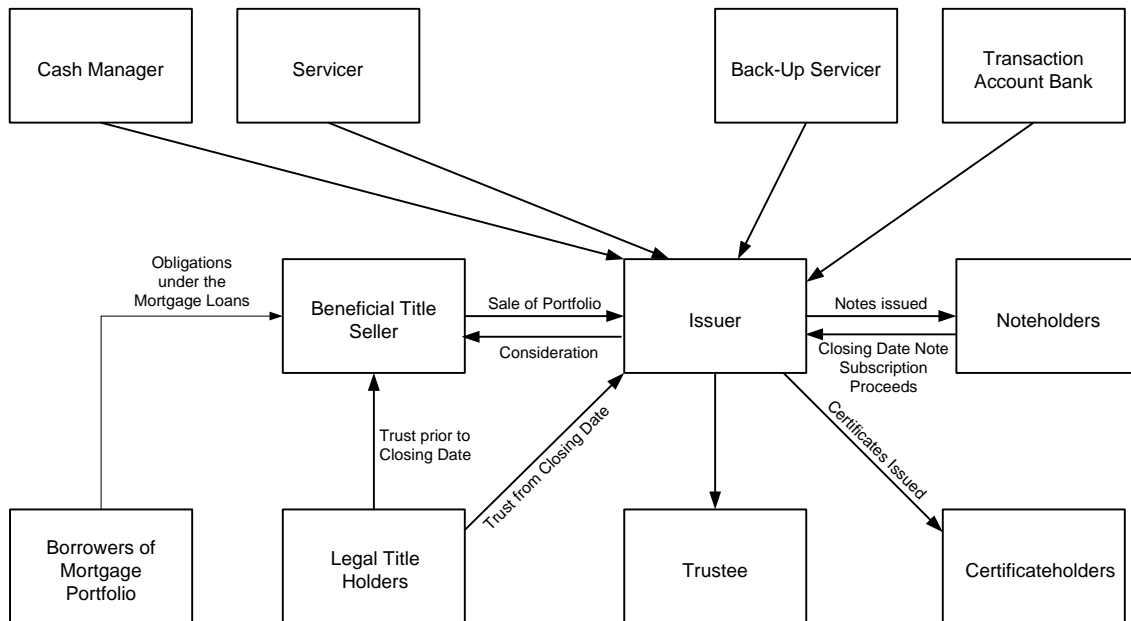 Cash Manager
Servicer
Back-Up Servicer
Transaction
Account Bank
Obligations
under the
Mortgage Loans
Beneficial Title
Seller
Sale of Portfolio
Consideration
Issuer
Notes issued
Closing Date Note
Subscription
Proceeds
Noteholders
Trust prior to
Closing Date
Trust from Closing Date
Certificates Issued
Borrowers of
Mortgage
Portfolio
Legal Title
Holders
Trustee
Certificateholders